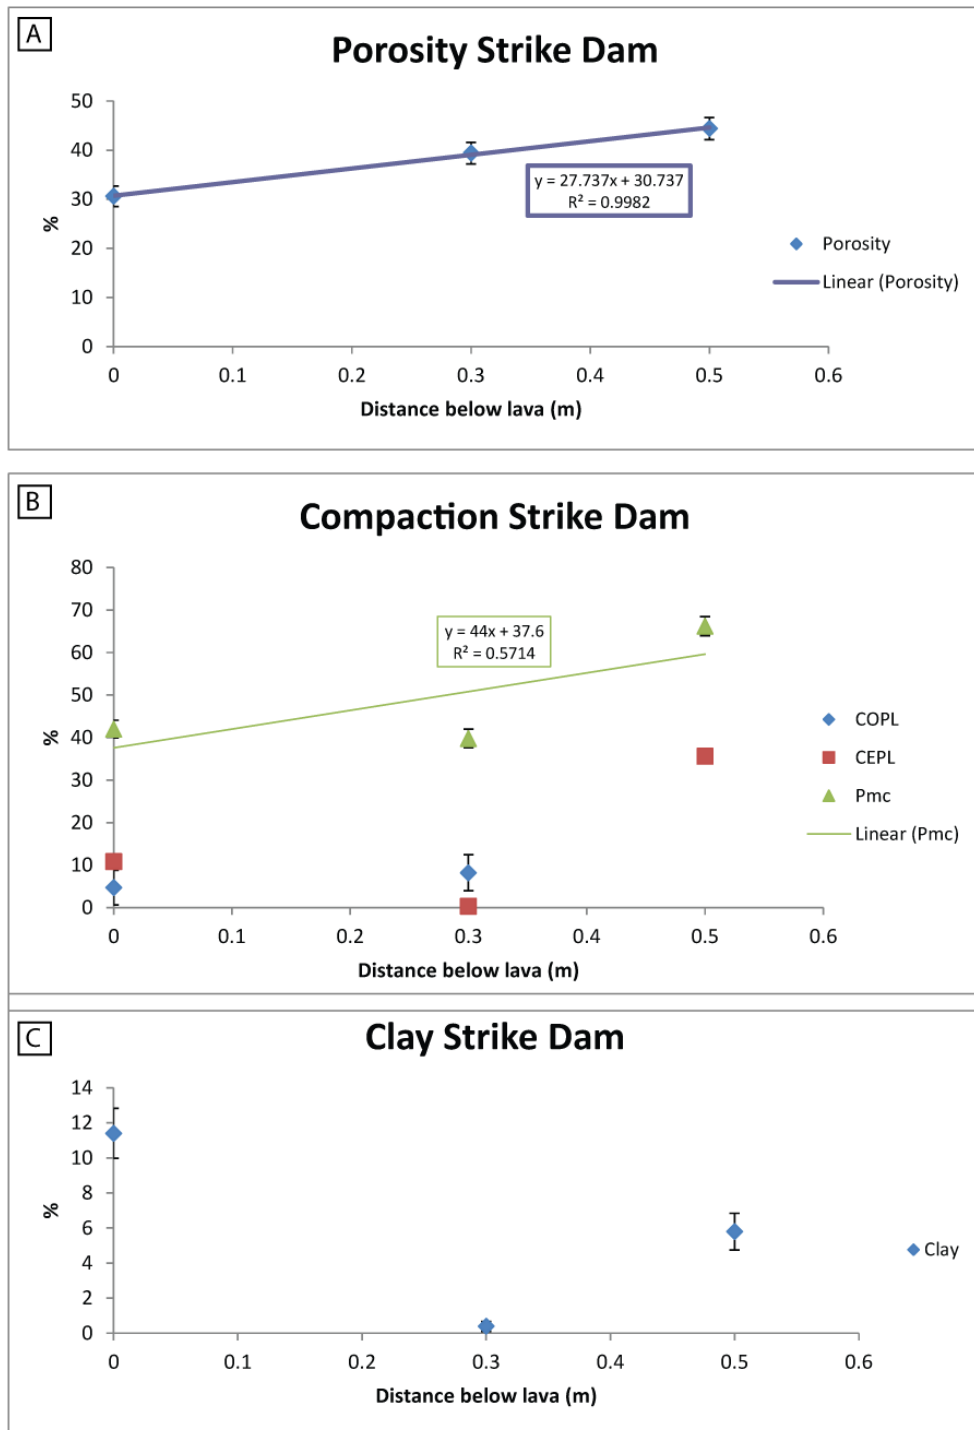 A
Porosity Strike Dam
50
40
30
20
10
0
%
y = 27.737x + 30.737
R² = 0.9982
Porosity
Linear (Porosity)
0 0.1 0.2 0.3 0.4 0.5 0.6
Distance below lava (m)
B
Compaction Strike Dam
80
70
60
50
40
30
20
10
0
%
y = 44x + 37.6
R² = 0.5714
COPL
CEPL
Pmc
Linear (Pmc)
0 0.1 0.2 0.3 0.4 0.5 0.6
Distance below lava (m)
C
Clay Strike Dam
14
12
10
8
6
4
2
0
%
Clay
0 0.1 0.2 0.3 0.4 0.5 0.6
Distance below lava (m)